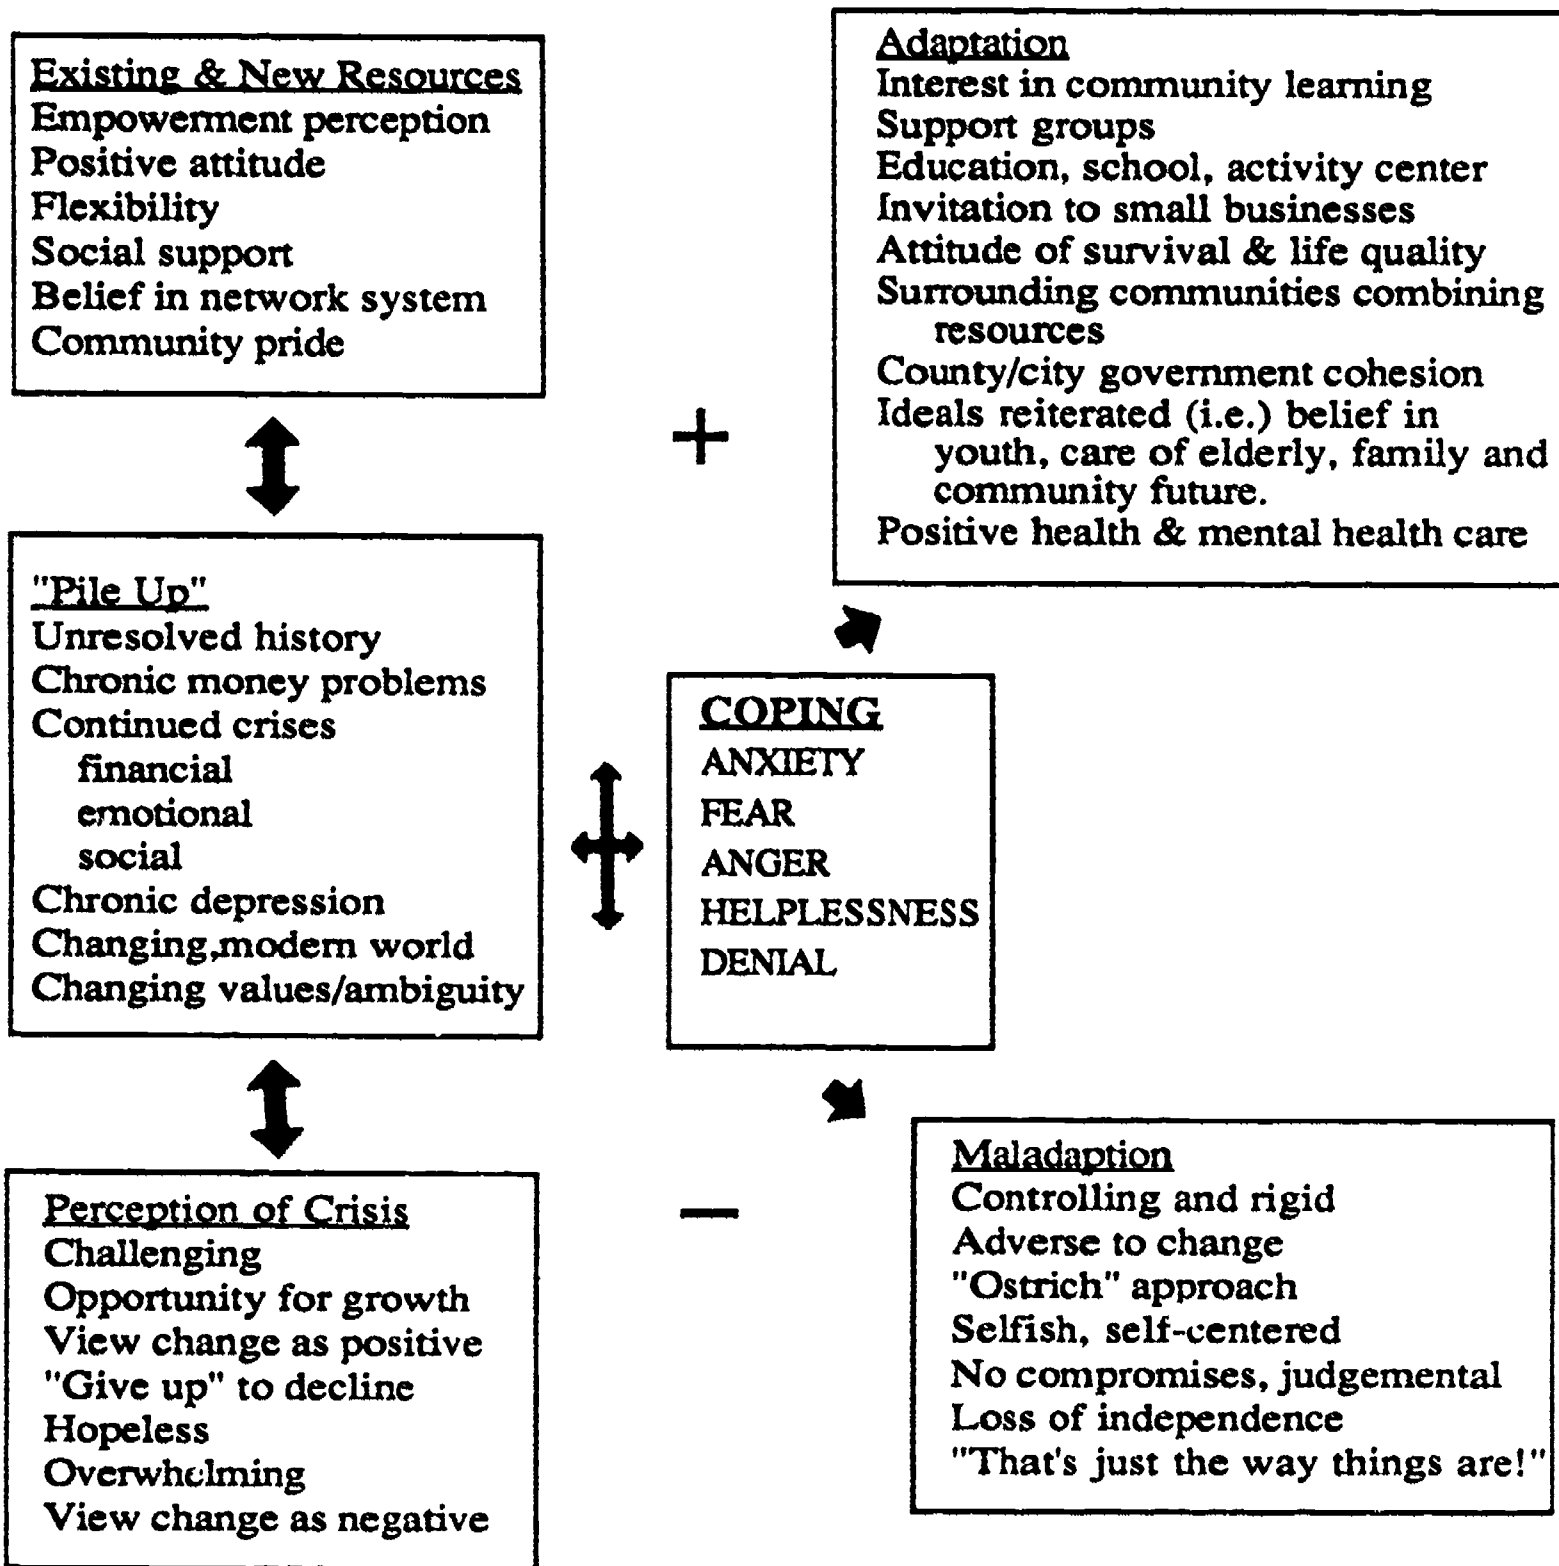 Existing & New Resources
Empowerment perception
Positive attitude
Flexibility
Social support
Belief in network system
Community pride
"Pile Up"
Unresolved history
Chronic money problems
Continued crises
financial
emotional
social
Chronic depression
Changing,modern world
Changing values/ambiguity
Perception of Crisis
Challenging
Opportunity for growth
View change as positive
"Give up" to decline
Hopeless
Overwhelming
View change as negative
+
COPING
ANXIETY
FEAR
ANGER
HELPLESSNESS
DENIAL
—
Adaptation
Interest in community learning
Support groups
Education, school, activity center
Invitation to small businesses
Attitude of survival & life quality
Surrounding communities combining
resources
County/city government cohesion
Ideals reiterated (i.e.) belief in
youth, care of elderly, family and
community future.
Positive health & mental health care
Maladaption
Controlling and rigid
Adverse to change
"Ostrich" approach
Selfish, self-centered
No compromises, judgemental
Loss of independence
"That's just the way things are!"